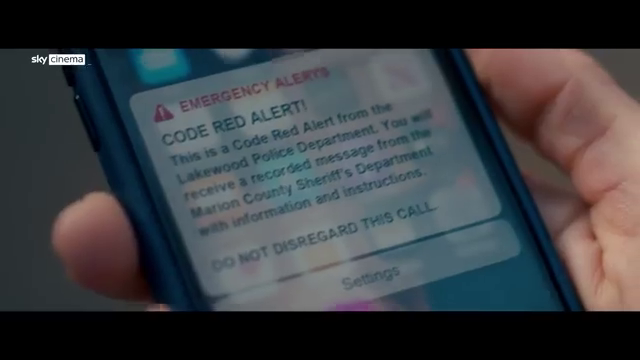 sky cinema
EMERGENCY ALERTS
CODE RED ALERT!
This is a Code Red Alert from the
Lakewood Police Department. You will
receive a recorded message from the
Marion County Sheriff's Department
with information and instructions.
DO NOT DISREGARD THIS CALL.
Settings